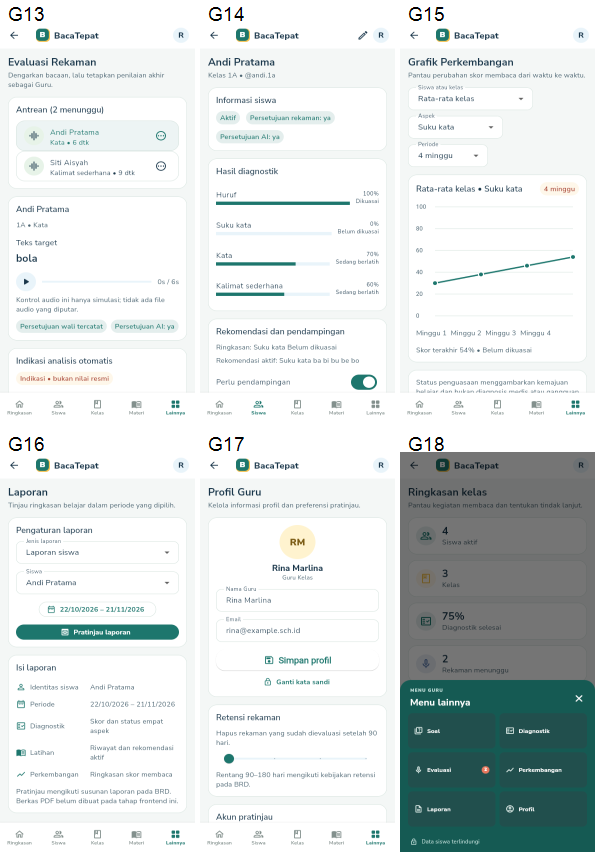 G13
BacaTepat
R
Evaluasi Rekaman
Dengarkan bacaan, lalu tetapkan penilaian akhir
sebagai Guru.
Antrean (2 menunggu)
Andi Pratama
Kata • 6 dtk
Siti Aisyah
Kalimat sederhana • 9 dtk
Andi Pratama
1A • Kata
Teks target
bola
0s / 6s
Kontrol audio ini hanya simulasi; tidak ada file
audio yang diputar.
Persetujuan wali tercatat
Persetujuan AI: ya
Indikasi analisis otomatis
Indikasi • bukan nilai resmi
Ringkasan
Siswa
Kelas
Materi
Lainnya
G14
BacaTepat
R
Andi Pratama
Kelas 1A • @andi.1a
Informasi siswa
Aktif
Persetujuan rekaman: ya
Persetujuan AI: ya
Hasil diagnostik
Huruf
100%
Dikuasai
Suku kata
0%
Belum dikuasai
Kata
70%
Sedang berlatih
Kalimat sederhana
60%
Sedang berlatih
Rekomendasi dan pendampingan
Ringkasan: Suku kata Belum dikuasai
Rekomendasi aktif: Suku kata ba bi bu be bo
Perlu pendampingan
Ringkasan
Siswa
Kelas
Materi
Lainnya
G15
BacaTepat
R
Grafik Perkembangan
Pantau perubahan skor membaca dari waktu ke waktu.
Siswa atau kelas
Rata-rata kelas
Aspek
Suku kata
Periode
4 minggu
Rata-rata kelas • Suku kata
4 minggu
100
80
60
40
20
0
Minggu 1 Minggu 2 Minggu 3 Minggu 4
Skor terakhir 54% • Belum dikuasai
Status penguasaan menggambarkan kemajuan
belajar dan bukan diagnosis medis atau gangguan
Ringkasan
Siswa
Kelas
Materi
Lainnya
G16
BacaTepat
R
Laporan
Tinjau ringkasan belajar dalam periode yang dipilih.
Pengaturan laporan
Jenis laporan
Laporan siswa
Siswa
Andi Pratama
22/10/2026 – 21/11/2026
Pratinjau laporan
Isi laporan
Identitas siswa
Andi Pratama
Periode
22/10/2026 – 21/11/2026
Diagnostik
Skor dan status empat
aspek
Latihan
Riwayat dan rekomendasi
aktif
Perkembangan
Ringkasan skor membaca
Pratinjau mengikuti susunan laporan pada BRD.
Berkas PDF belum dibuat pada tahap frontend ini.
Ringkasan
Siswa
Kelas
Materi
Lainnya
G17
BacaTepat
R
Profil Guru
Kelola informasi profil dan preferensi pratinjau.
RM
Rina Marlina
Guru Kelas
Nama Guru
Rina Marlina
Email
rina@example.sch.id
Simpan profil
Ganti kata sandi
Retensi rekaman
Hapus rekaman yang sudah dievaluasi setelah 90
hari.
Rentang 90–180 hari mengikuti kebijakan retensi
pada BRD.
Akun pratinjau
Ringkasan
Siswa
Kelas
Materi
Lainnya
G18
BacaTepat
R
Ringkasan kelas
Pantau kegiatan membaca dan tentukan tindak lanjut.
4
Siswa aktif
3
Kelas
75%
Diagnostik selesai
2
Rekaman menunggu
MENU GURU
Menu lainnya
Soal
Diagnostik
Evaluasi
Perkembangan
Laporan
Profil
Data siswa terlindungi